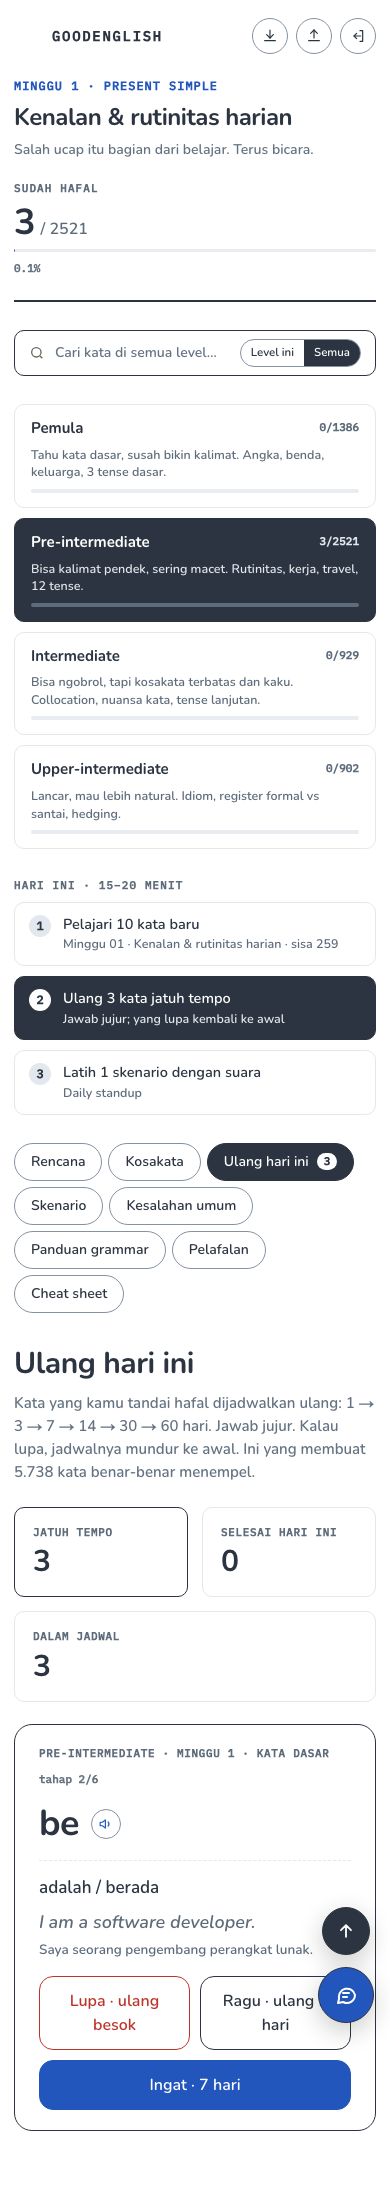 GOODENGLISH
MINGGU 1 · PRESENT SIMPLE
Kenalan & rutinitas harian
Salah ucap itu bagian dari belajar. Terus bicara.
SUDAH HAFAL
3 / 2521
0.1%
Cari kata di semua level... Level ini Semua
Pemula 0/1386
Tahu kata dasar, susah bikin kalimat. Angka, benda,
keluarga, 3 tense dasar.
Pre-intermediate 3/2521
Bisa kalimat pendek, sering macet. Rutinitas, kerja, travel,
12 tense.
Intermediate 0/929
Bisa ngobrol, tapi kosakata terbatas dan kaku.
Collocation, nuansa kata, tense lanjutan.
Upper-intermediate 0/902
Lancar, mau lebih natural. Idiom, register formal vs
santai, hedging.
HARI INI · 15–20 MENIT
1 Pelajari 10 kata baru
Minggu 01 · Kenalan & rutinitas harian · sisa 259
2 Ulang 3 kata jatuh tempo
Jawab jujur; yang lupa kembali ke awal
3 Latih 1 skenario dengan suara
Daily standup
Rencana Kosakata Ulang hari ini 3
Skenario Kesalahan umum
Panduan grammar Pelafalan
Cheat sheet
Ulang hari ini
Kata yang kamu tandai hafal dijadwalkan ulang: 1 →
3 → 7 → 14 → 30 → 60 hari. Jawab jujur. Kalau
lupa, jadwalnya mundur ke awal. Ini yang membuat
5.738 kata benar-benar menempel.
JATUH TEMPO SELESAI HARI INI
3 0
DALAM JADWAL
3
PRE-INTERMEDIATE · MINGGU 1 · KATA DASAR
tahap 2/6
be
adalah / berada
I am a software developer.
Saya seorang pengembang perangkat lunak.
Lupa · ulang Ragu · ulang
besok hari
Ingat · 7 hari